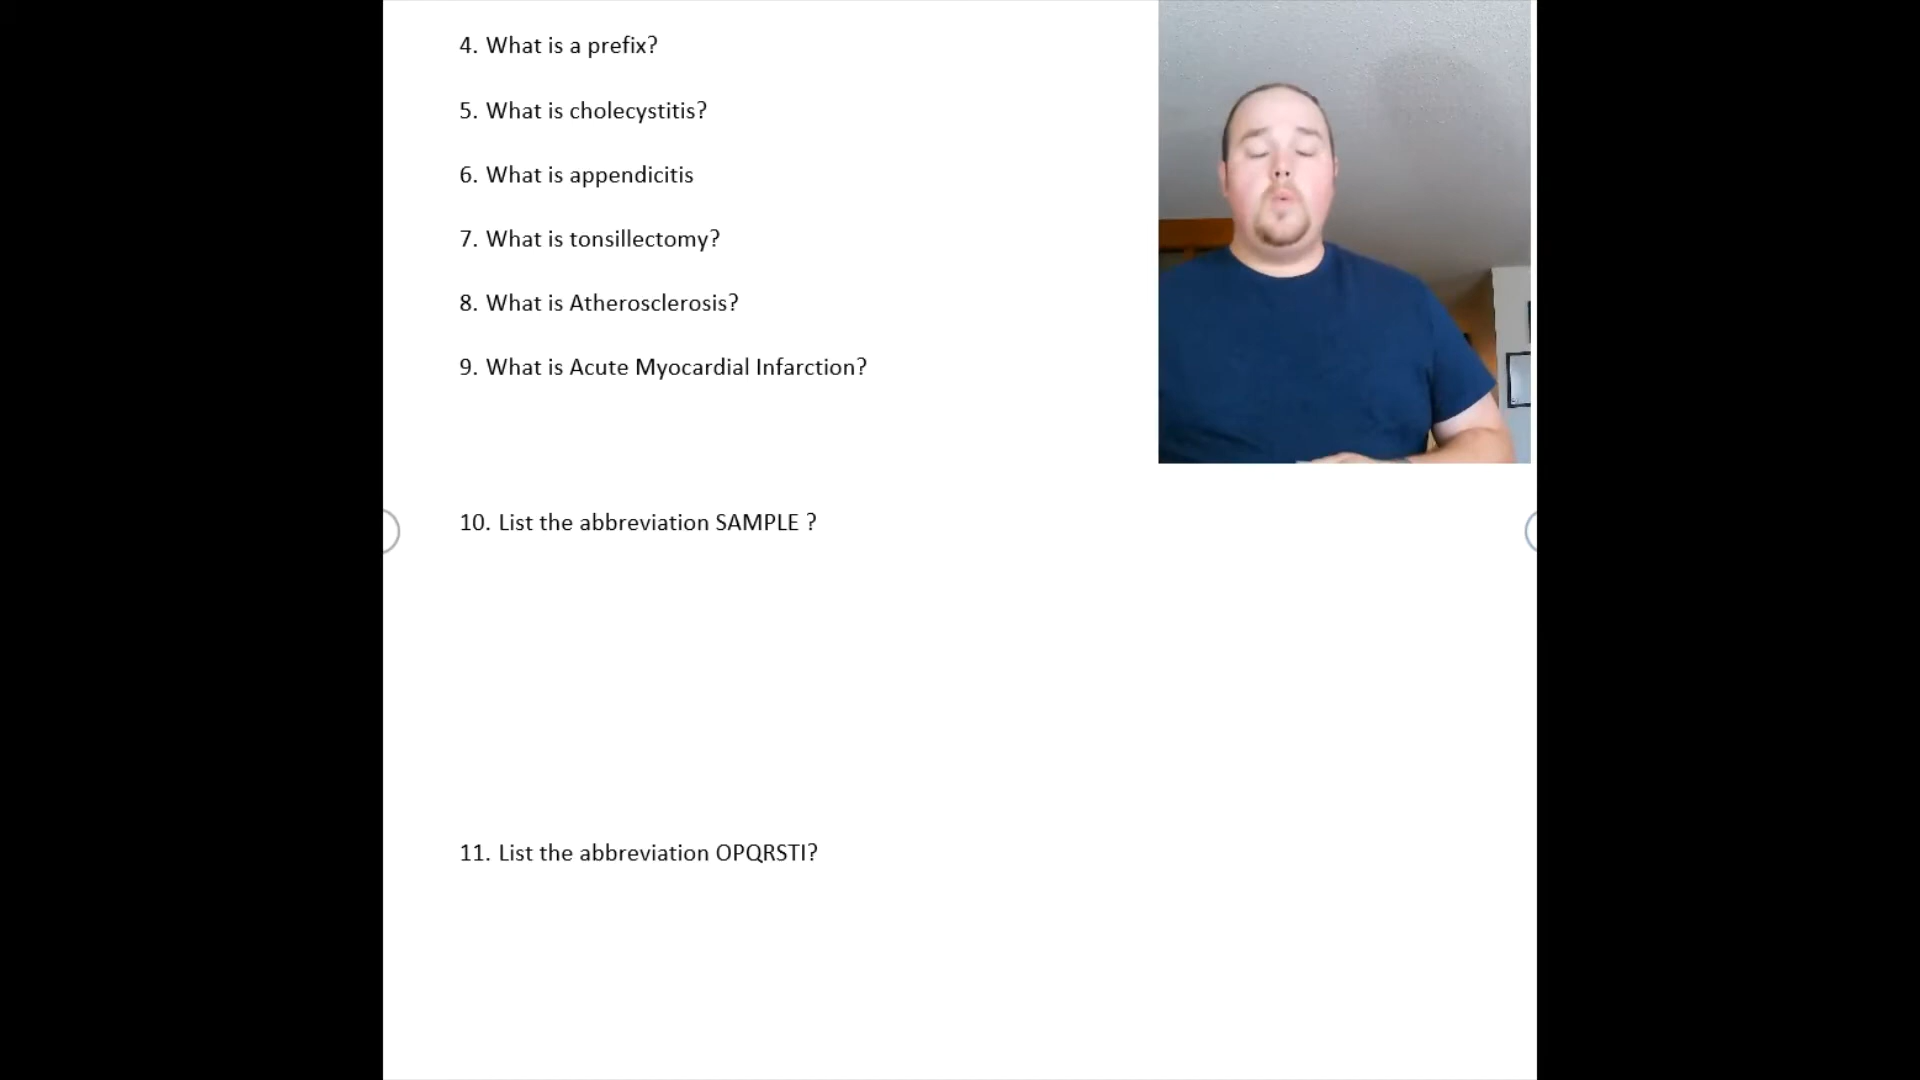 4. What is a prefix?
5. What is cholecystitis?
6. What is appendicitis
7. What is tonsillectomy?
8. What is Atherosclerosis?
9. What is Acute Myocardial Infarction?
10. List the abbreviation SAMPLE ?
11. List the abbreviation OPQRSTI?